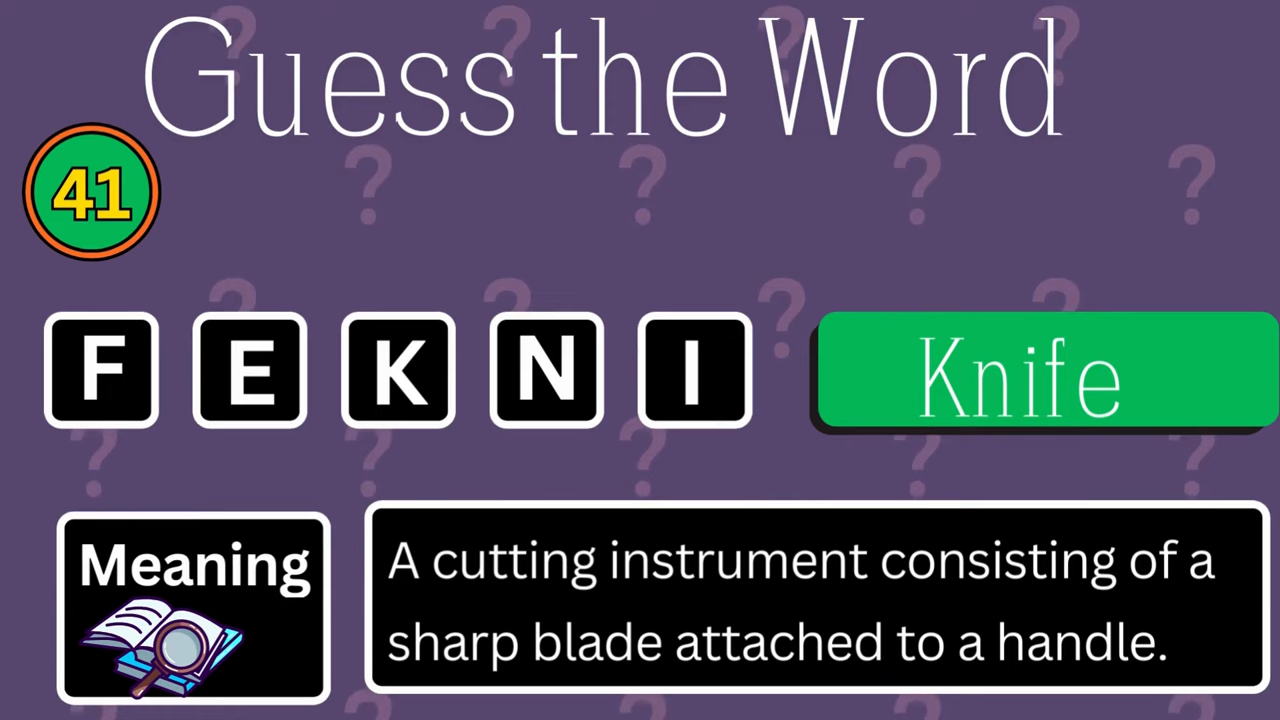 Guess the Word
41
F E K N I
Knife
Meaning
A cutting instrument consisting of a
sharp blade attached to a handle.